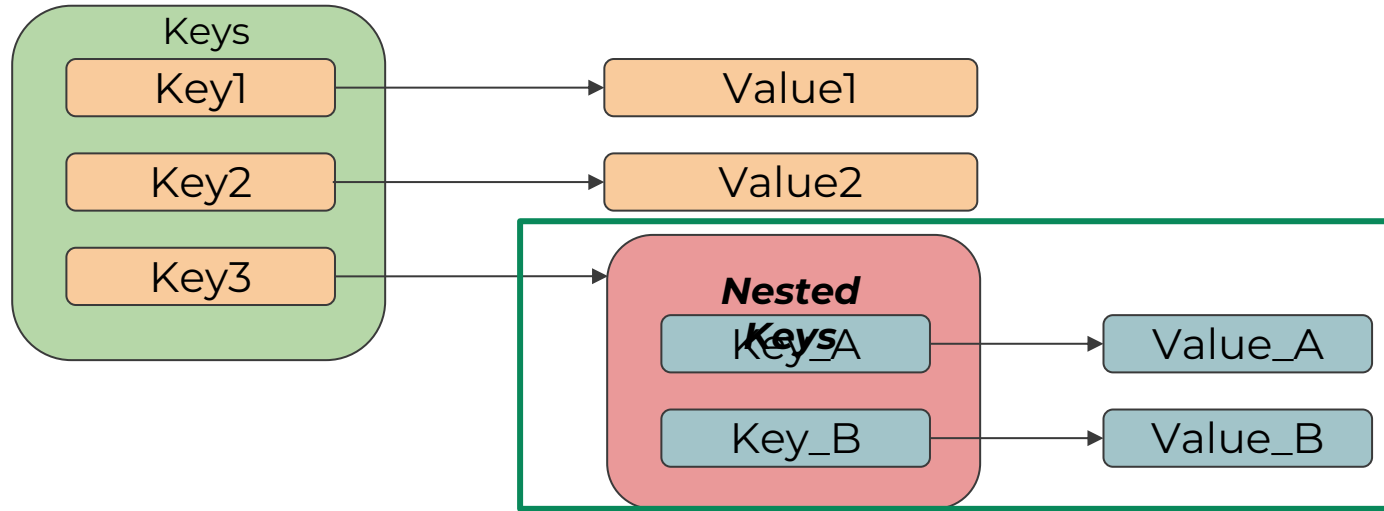 Keys
Key1
Value1
Key2
Value2
Key3
Nested
Keys
Key_A
Value_A
Key_B
Value_B